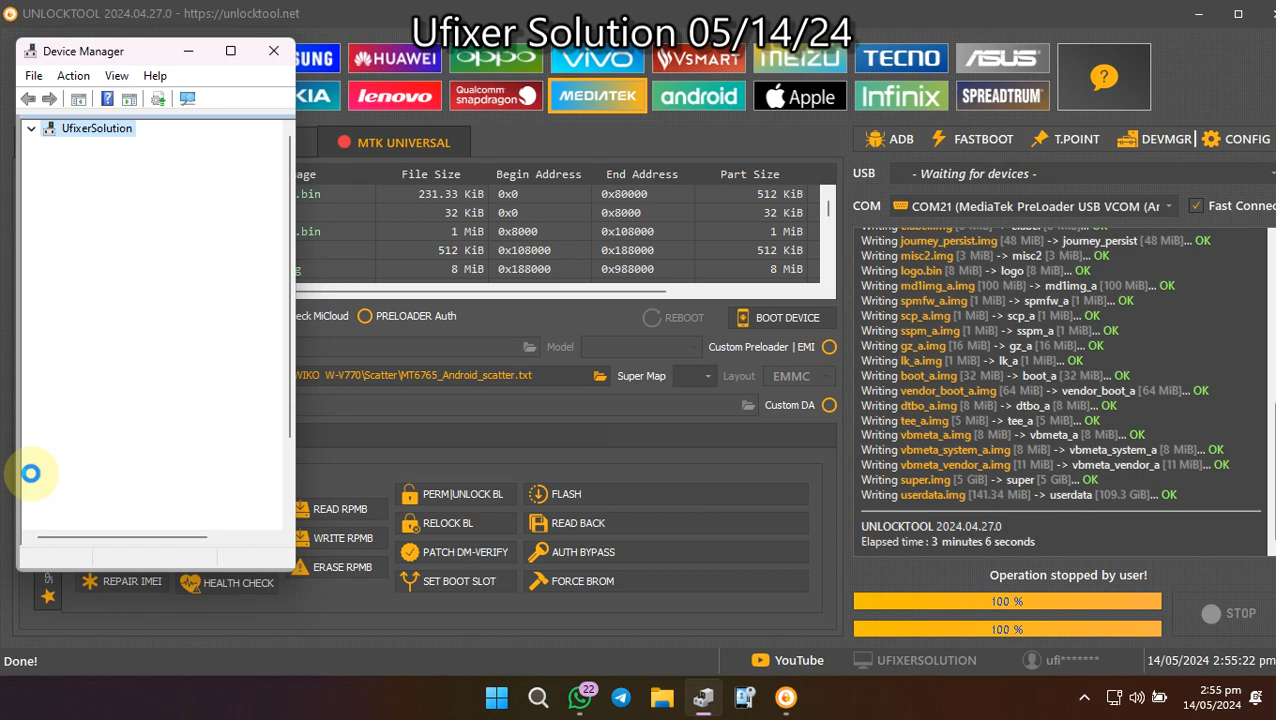 UNLOCKTOOL 2024.04.27.0 - https://unlocktool.net
Ufixer Solution 05/14/24
Device Manager
File Action View Help
UfixerSolution
SUNG HUAWEI oppo vivo VSMART MEIZU TECNO ASUS
KIA lenovo Qualcomm snapdragon MEDIATEK android Apple Infinix SPREADTRUM
?
MTK UNIVERSAL
ADB FASTBOOT T.POINT DEVMGR CONFIG
USB - Waiting for devices -
COM COM21 (MediaTek PreLoader USB VCOM (Ar Fast Connec
age File Size Begin Address End Address Part Size
.bin 231.33 KiB 0x0 0x80000 512 KiB
32 KiB 0x0 0x8000 32 KiB
.bin 1 MiB 0x8000 0x108000 1 MiB
512 KiB 0x108000 0x188000 512 KiB
g 8 MiB 0x188000 0x988000 8 MiB
eck MiCloud PRELOADER Auth REBOOT BOOT DEVICE
Model Custom Preloader | EMI
WIKO W-V770\Scatter\MT6765_Android_scatter.txt Super Map Layout EMMC
Custom DA
READ RPMB
WRITE RPMB
ERASE RPMB
PERM|UNLOCK BL
RELOCK BL
PATCH DM-VERIFY
SET BOOT SLOT
FLASH
READ BACK
AUTH BYPASS
FORCE BROM
REPAIR IMEI HEALTH CHECK
Writing journey_persist.img [48 MiB] -> journey_persist [48 MiB]... OK
Writing misc2.img [3 MiB] -> misc2 [3 MiB]... OK
Writing logo.bin [8 MiB] -> logo [8 MiB]... OK
Writing md1img_a.img [100 MiB] -> md1img_a [100 MiB]... OK
Writing spmfw_a.img [1 MiB] -> spmfw_a [1 MiB]... OK
Writing scp_a.img [1 MiB] -> scp_a [1 MiB]... OK
Writing sspm_a.img [1 MiB] -> sspm_a [1 MiB]... OK
Writing gz_a.img [16 MiB] -> gz_a [16 MiB]... OK
Writing lk_a.img [1 MiB] -> lk_a [1 MiB]... OK
Writing boot_a.img [32 MiB] -> boot_a [32 MiB]... OK
Writing vendor_boot_a.img [64 MiB] -> vendor_boot_a [64 MiB]... OK
Writing dtbo_a.img [8 MiB] -> dtbo_a [8 MiB]... OK
Writing tee_a.img [5 MiB] -> tee_a [5 MiB]... OK
Writing vbmeta_a.img [8 MiB] -> vbmeta_a [8 MiB]... OK
Writing vbmeta_system_a.img [8 MiB] -> vbmeta_system_a [8 MiB]... OK
Writing vbmeta_vendor_a.img [11 MiB] -> vbmeta_vendor_a [11 MiB]... OK
Writing super.img [5 GiB] -> super [5 GiB]... OK
Writing userdata.img [141.34 MiB] -> userdata [109.3 GiB]... OK
UNLOCKTOOL 2024.04.27.0
Elapsed time : 3 minutes 6 seconds
Operation stopped by user!
100 %
100 %
STOP
Done! YouTube UFIXERSOLUTION ufi******* 14/05/2024 2:55:22 pm
22
2:55 pm
14/05/2024